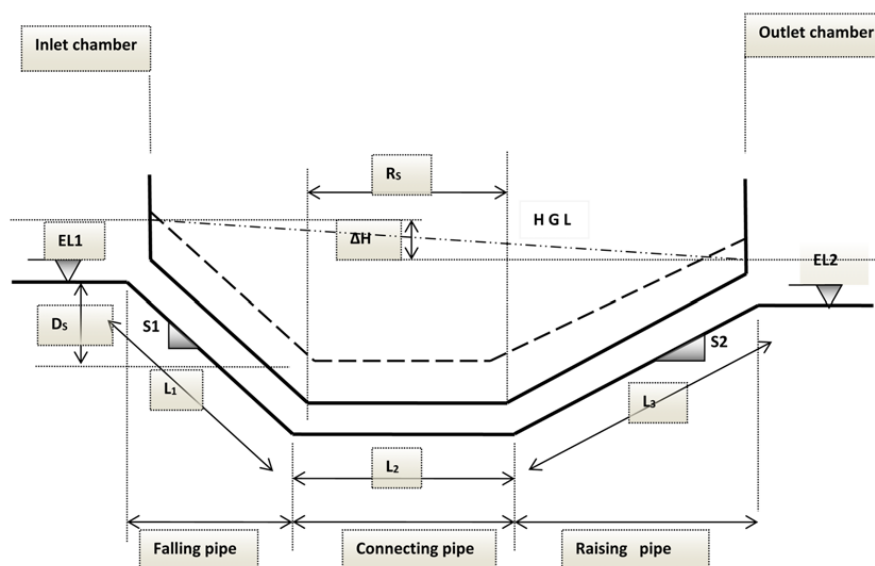 Inlet chamber
Outlet chamber
Rs
H G L
ΔH
EL1
EL2
Ds
S1
S2
L1
L3
L2
Falling pipe
Connecting pipe
Raising pipe